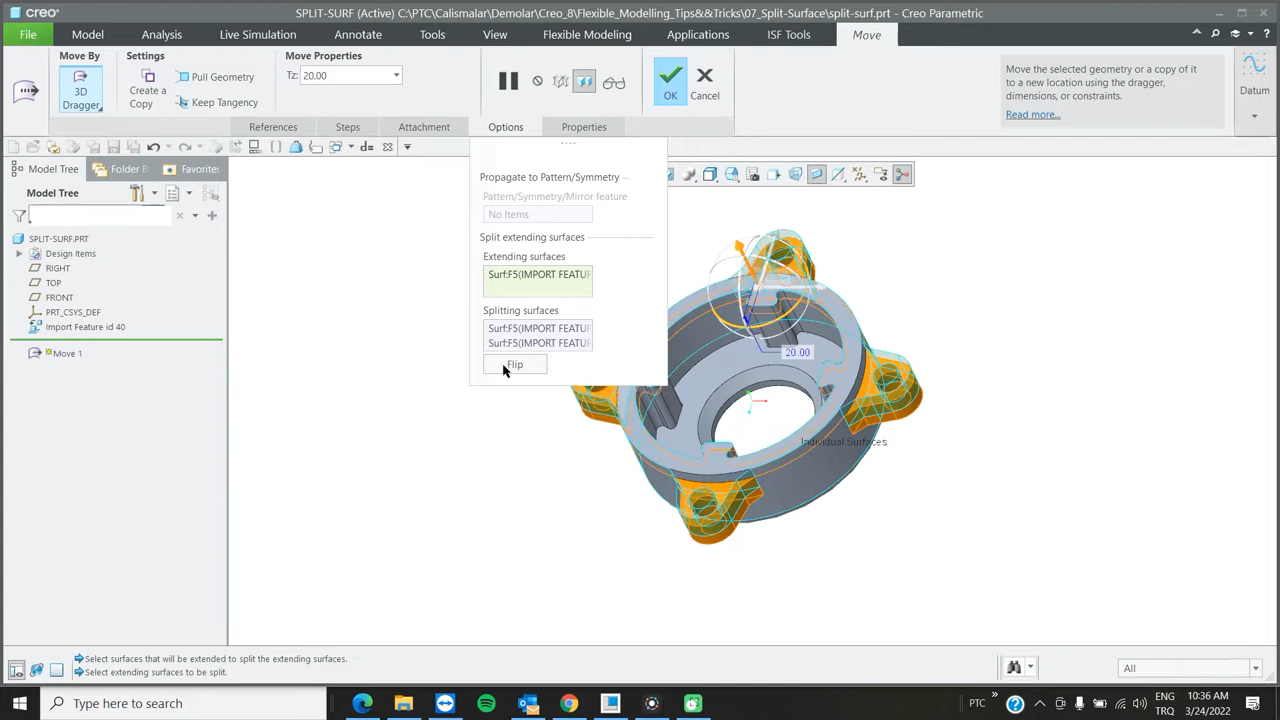 creo®
SPLIT-SURF (Active) C:\PTC\Calismalar\Demolar\Creo_8\Flexible_Modelling_Tips&&Tricks\07_Split-Surface\split-surf.prt - Creo Parametric
File
Model
Analysis
Live Simulation
Annotate
Tools
View
Flexible Modeling
Applications
ISF Tools
Move
Move By
3D
Dragger
Settings
Create a
Copy
Pull Geometry
Keep Tangency
Move Properties
Tz: 20.00
OK
Cancel
Move the selected geometry or a copy of it
to a new location using the dragger,
dimensions, or constraints.
Read more...
Datum
References
Steps
Attachment
Options
Properties
Model Tree
Folder B
Favorites
Model Tree
SPLIT-SURF.PRT
Design Items
RIGHT
TOP
FRONT
PRT_CSYS_DEF
Import Feature id 40
Move 1
Propagate to Pattern/Symmetry
Pattern/Symmetry/Mirror feature
No Items
Split extending surfaces
Extending surfaces
Surf:F5(IMPORT FEATUR
Splitting surfaces
Surf:F5(IMPORT FEATUR
Surf:F5(IMPORT FEATUR
Flip
20.00
Individual Surfaces
Select surfaces that will be extended to split the extending surfaces.
Select extending surfaces to be split.
All
Type here to search
PTC
ENG
TRQ
10:36 AM
3/24/2022